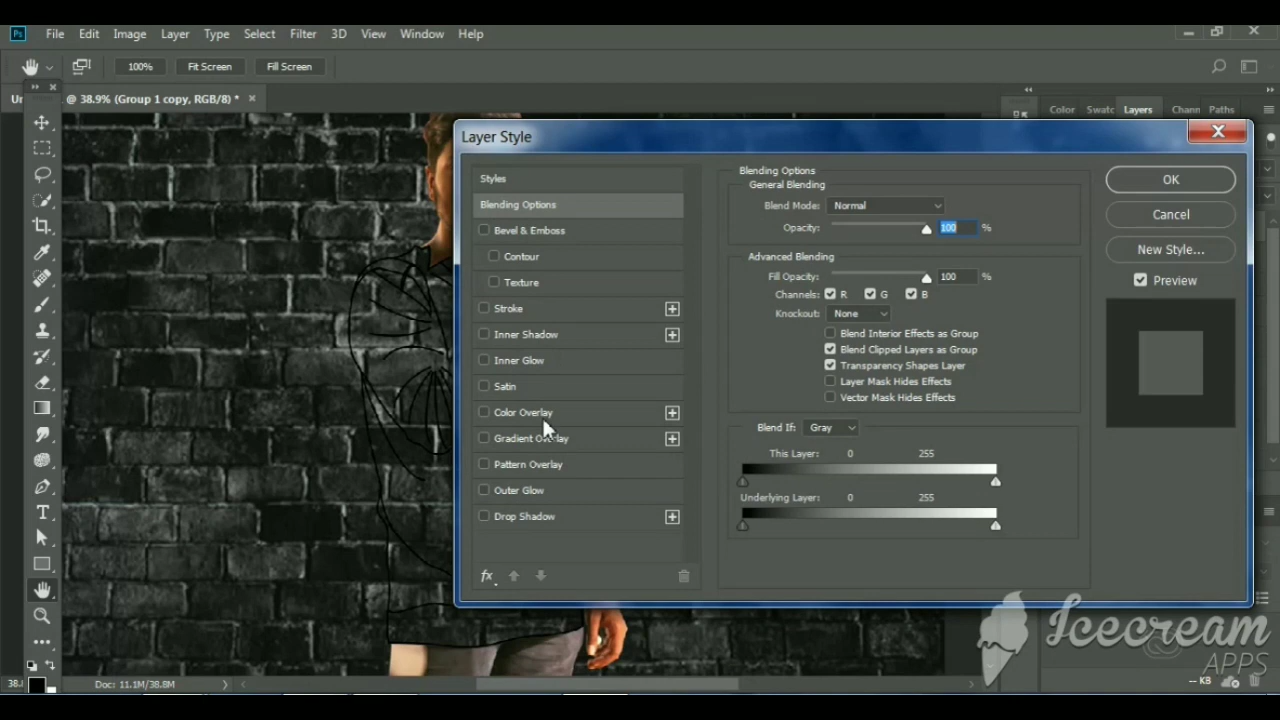 Ps File Edit Image Layer Type Select Filter 3D View Window Help
100% Fit Screen Fill Screen
Un @ 38.9% (Group 1 copy, RGB/8) * Color Swatc Layers Chann Paths
Layer Style
Styles
Blending Options
Bevel & Emboss
Contour
Texture
Stroke
Inner Shadow
Inner Glow
Satin
Color Overlay
Gradient Overlay
Pattern Overlay
Outer Glow
Drop Shadow
fx
Blending Options
General Blending
Blend Mode: Normal
Opacity: 100 %
Advanced Blending
Fill Opacity: 100 %
Channels: R G B
Knockout: None
Blend Interior Effects as Group
Blend Clipped Layers as Group
Transparency Shapes Layer
Layer Mask Hides Effects
Vector Mask Hides Effects
Blend If: Gray
This Layer: 0 255
Underlying Layer: 0 255
OK
Cancel
New Style...
Preview
T
Icecream
APPS
38. Doc: 11.1M/38.8M
-- KB